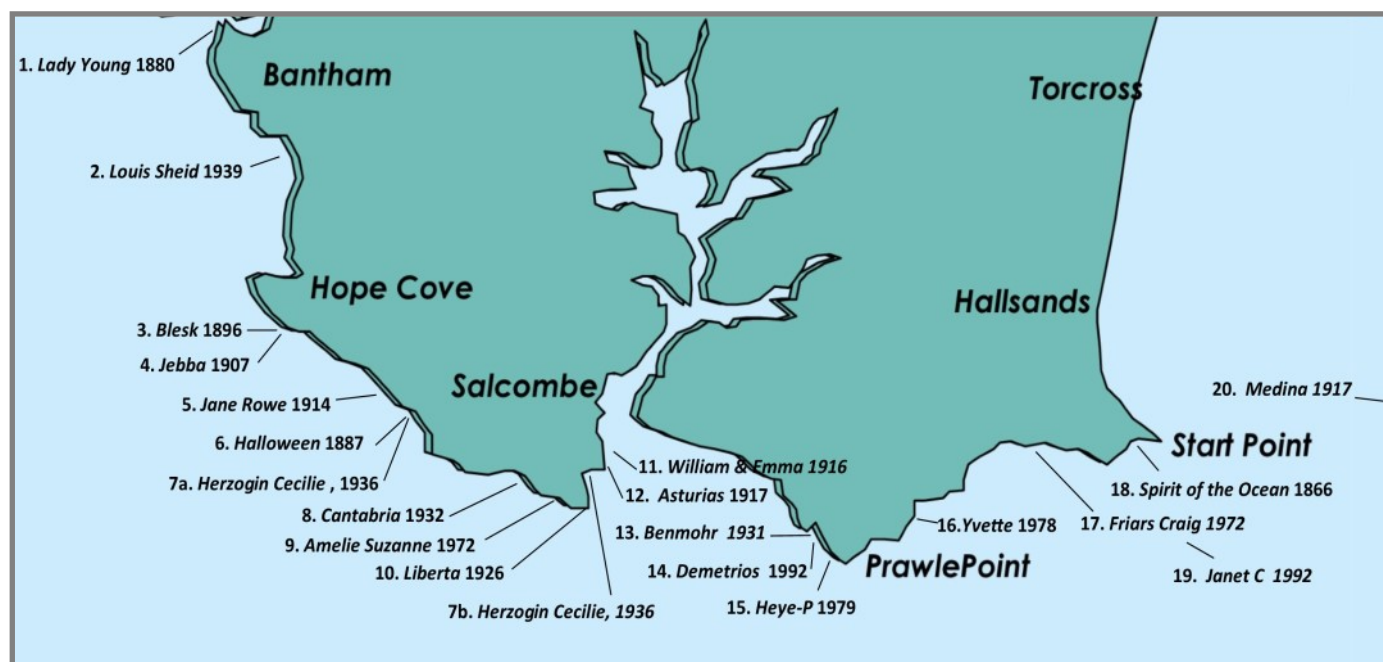 1. Lady Young 1880
Bantham
Torcross
2. Louis Sheid 1939
Hope Cove
Hallsands
3. Blesk 1896
4. Jebba 1907
Salcombe
5. Jane Rowe 1914
20. Medina 1917
6. Halloween 1887
Start Point
11. William & Emma 1916
7a. Herzogin Cecilie , 1936
12. Asturias 1917
18. Spirit of the Ocean 1866
8. Cantabria 1932
13. Benmohr 1931
16.Yvette 1978
17. Friars Craig 1972
9. Amelie Suzanne 1972
10. Liberta 1926
14. Demetrios 1992
PrawlePoint
19. Janet C 1992
7b. Herzogin Cecilie, 1936
15. Heye-P 1979